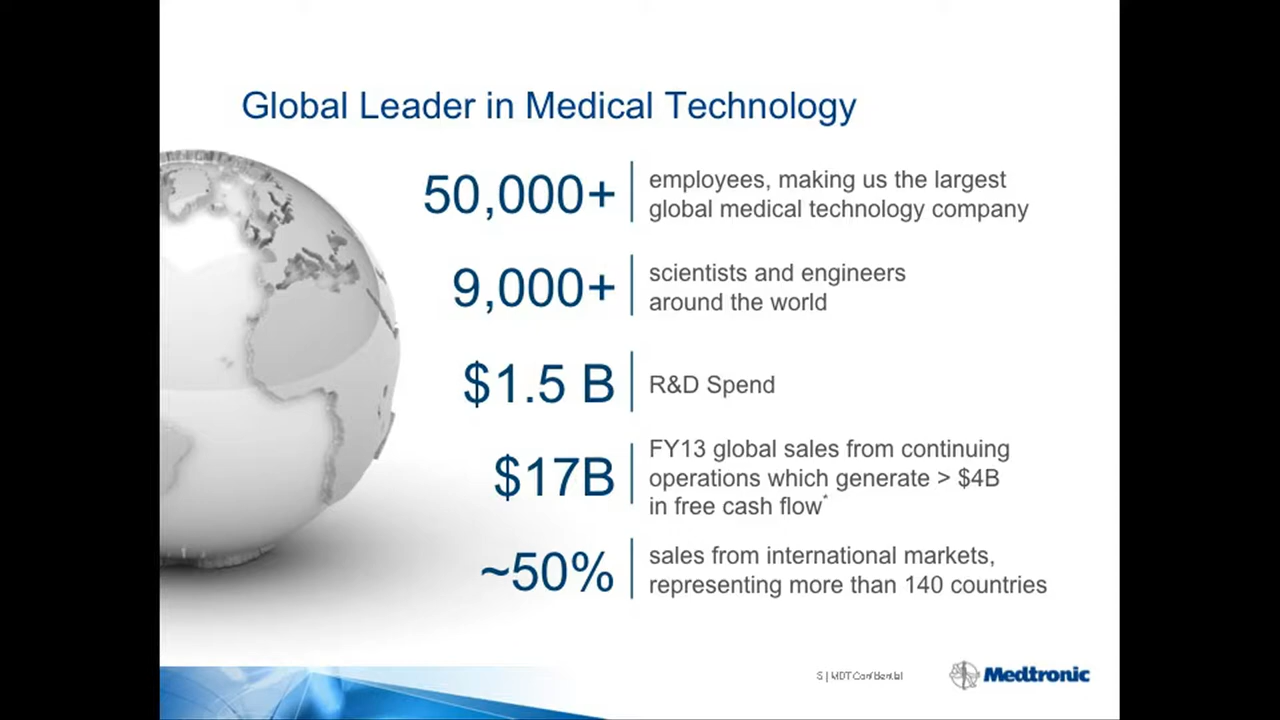 Global Leader in Medical Technology
50,000+
employees, making us the largest
global medical technology company
9,000+
scientists and engineers
around the world
$1.5 B
R&D Spend
$17B
FY13 global sales from continuing
operations which generate > $4B
in free cash flow*
~50%
sales from international markets,
representing more than 140 countries
| MDT Confidential
Medtronic